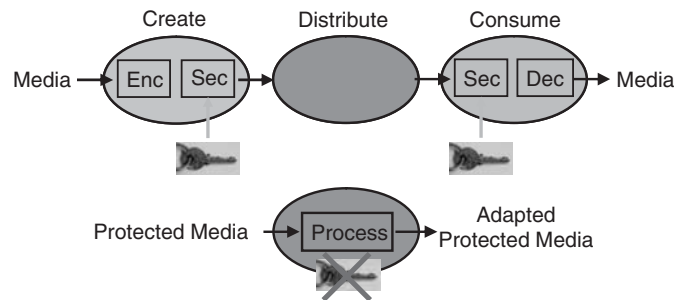 Create Distribute Consume
Media Enc Sec Sec Dec Media
Protected Media Process Adapted
Protected Media